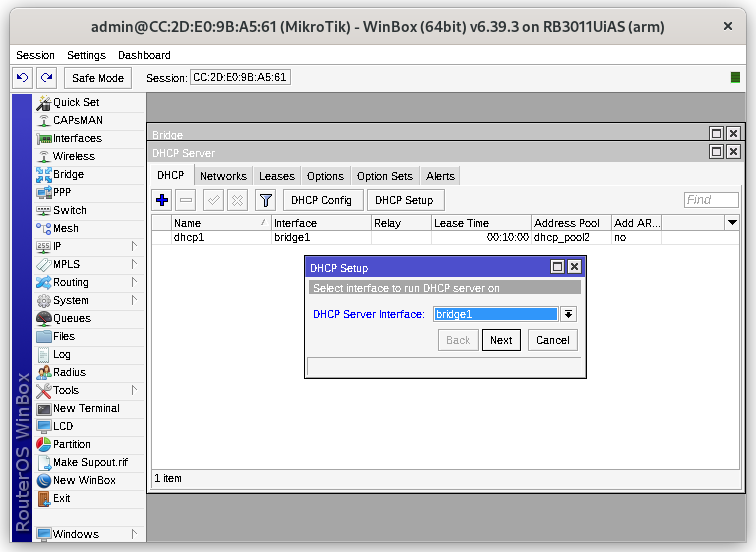 admin@CC:2D:E0:9B:A5:61 (MikroTik) - WinBox (64bit) v6.39.3 on RB3011UiAS (arm)
Session Settings Dashboard
Safe Mode Session: CC:2D:E0:9B:A5:61
Quick Set
CAPsMAN
Interfaces
Wireless
Bridge
PPP
Switch
Mesh
IP
MPLS
Routing
System
Queues
Files
Log
Radius
Tools
New Terminal
LCD
Partition
Make Supout.rif
New WinBox
Exit
Windows
RouterOS WinBox
Bridge
DHCP Server
DHCP Networks Leases Options Option Sets Alerts
DHCP Config DHCP Setup Find
Name / Interface Relay Lease Time Address Pool Add AR...
dhcp1 bridge1 00:10:00 dhcp_pool2 no
DHCP Setup
Select interface to run DHCP server on
DHCP Server Interface: bridge1
Back Next Cancel
1 item